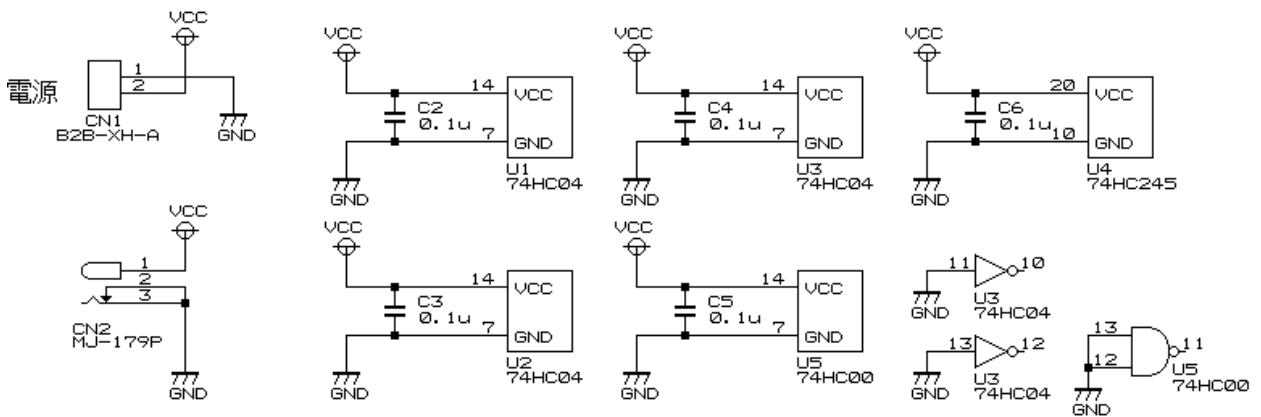 VCC
1
2
電源
CN1
B2B-XH-A
GND
VCC
14
VCC
C2
0.1u
7
GND
U1
74HC04
GND
VCC
14
VCC
C4
0.1u
7
GND
U3
74HC04
GND
VCC
20
VCC
C6
0.1u
10
GND
U4
74HC245
GND
VCC
1
2
3
CN2
MJ-179P
GND
VCC
14
VCC
C3
0.1u
7
GND
U2
74HC04
GND
VCC
14
VCC
C5
0.1u
7
GND
U5
74HC00
GND
11
10
U3
74HC04
GND
13
12
U3
74HC04
GND
13
12
11
U5
74HC00
GND